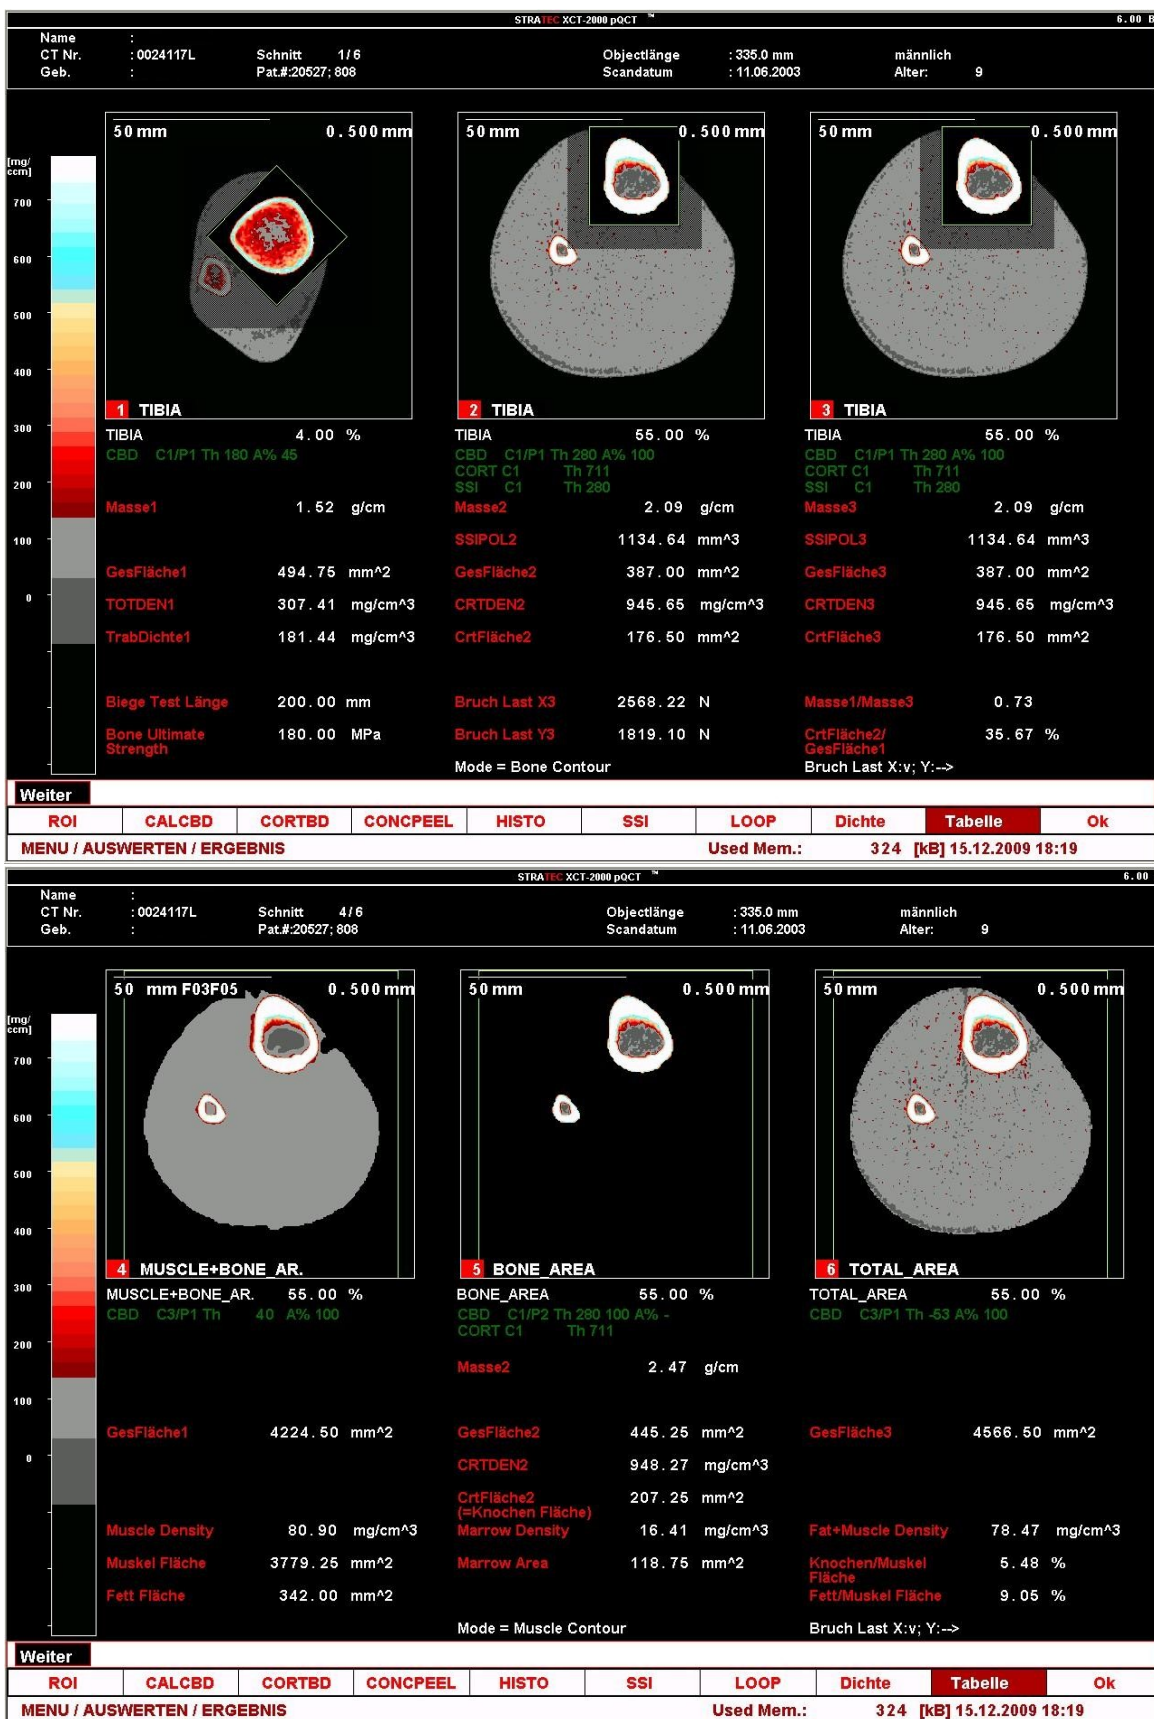 STRATEC XCT-2000 pQCT ™ 6.00 B
Name :
CT Nr. : 0024117L Schnitt 1/6 Objectlänge : 335.0 mm männlich
Geb. : Pat.#:20527; 808 Scandatum : 11.06.2003 Alter: 9
50 mm 0.500 mm 50 mm 0.500 mm 50 mm 0.500 mm
[mg/
ccm]
700
600
500
400
300
200
100
0
1 TIBIA 2 TIBIA 3 TIBIA
TIBIA 4.00 % TIBIA 55.00 % TIBIA 55.00 %
CBD C1/P1 Th 180 A% 45 CBD C1/P1 Th 280 A% 100 CBD C1/P1 Th 280 A% 100
CORT C1 Th 711 CORT C1 Th 711
SSI C1 Th 280 SSI C1 Th 280
Masse1 1.52 g/cm Masse2 2.09 g/cm Masse3 2.09 g/cm
SSIPOL2 1134.64 mm^3 SSIPOL3 1134.64 mm^3
GesFläche1 494.75 mm^2 GesFläche2 387.00 mm^2 GesFläche3 387.00 mm^2
TOTDEN1 307.41 mg/cm^3 CRTDEN2 945.65 mg/cm^3 CRTDEN3 945.65 mg/cm^3
TrabDichte1 181.44 mg/cm^3 CrtFläche2 176.50 mm^2 CrtFläche3 176.50 mm^2
Biege Test Länge 200.00 mm Bruch Last X3 2568.22 N Masse1/Masse3 0.73
Bone Ultimate 180.00 MPa Bruch Last Y3 1819.10 N CrtFläche2/ 35.67 %
Strength GesFläche1
Mode = Bone Contour Bruch Last X:v; Y:-->
Weiter
ROI CALCBD CORTBD CONCPEEL HISTO SSI LOOP Dichte Tabelle Ok
MENU / AUSWERTEN / ERGEBNIS Used Mem.: 324 [kB] 15.12.2009 18:19
STRATEC XCT-2000 pQCT ™ 6.00
Name :
CT Nr. : 0024117L Schnitt 4/6 Objectlänge : 335.0 mm männlich
Geb. : Pat.#:20527; 808 Scandatum : 11.06.2003 Alter: 9
50 mm F03F05 0.500 mm 50 mm 0.500 mm 50 mm 0.500 mm
[mg/
ccm]
700
600
500
400
300
200
100
0
4 MUSCLE+BONE_AR. 5 BONE_AREA 6 TOTAL_AREA
MUSCLE+BONE_AR. 55.00 % BONE_AREA 55.00 % TOTAL_AREA 55.00 %
CBD C3/P1 Th 40 A% 100 CBD C1/P2 Th 280 100 A% - CBD C3/P1 Th -53 A% 100
CORT C1 Th 711
Masse2 2.47 g/cm
GesFläche1 4224.50 mm^2 GesFläche2 445.25 mm^2 GesFläche3 4566.50 mm^2
CRTDEN2 948.27 mg/cm^3
CrtFläche2 207.25 mm^2
(=Knochen Fläche)
Muscle Density 80.90 mg/cm^3 Marrow Density 16.41 mg/cm^3 Fat+Muscle Density 78.47 mg/cm^3
Muskel Fläche 3779.25 mm^2 Marrow Area 118.75 mm^2 Knochen/Muskel 5.48 %
Fläche
Fett Fläche 342.00 mm^2 Fett/Muskel Fläche 9.05 %
Mode = Muscle Contour Bruch Last X:v; Y:-->
Weiter
ROI CALCBD CORTBD CONCPEEL HISTO SSI LOOP Dichte Tabelle Ok
MENU / AUSWERTEN / ERGEBNIS Used Mem.: 324 [kB] 15.12.2009 18:19